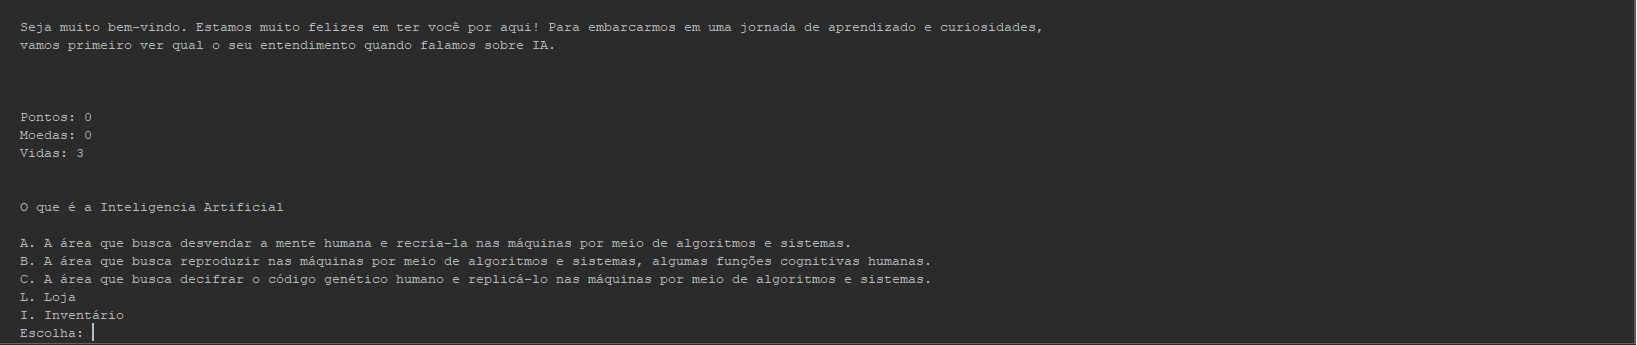 Seja muito bem-vindo. Estamos muito felizes em ter você por aqui! Para embarcarmos em uma jornada de aprendizado e curiosidades,
vamos primeiro ver qual o seu entendimento quando falamos sobre IA.
Pontos: 0
Moedas: 0
Vidas: 3
O que é a Inteligencia Artificial
A. A área que busca desvendar a mente humana e recria-la nas máquinas por meio de algoritmos e sistemas.
B. A área que busca reproduzir nas máquinas por meio de algoritmos e sistemas, algumas funções cognitivas humanas.
C. A área que busca decifrar o código genético humano e replicá-lo nas máquinas por meio de algoritmos e sistemas.
L. Loja
I. Inventário
Escolha: